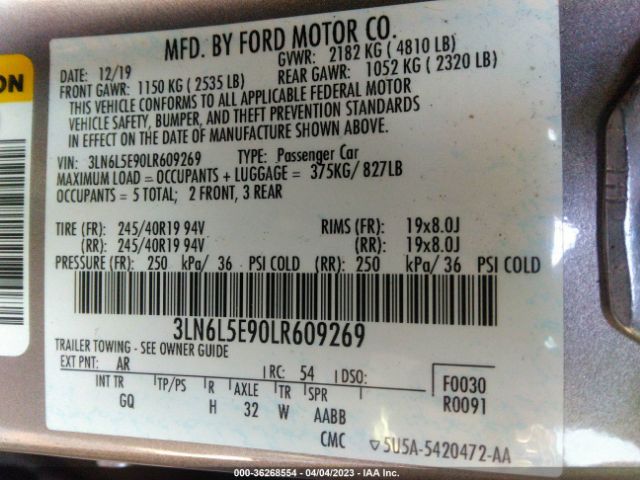 ON
MFD. BY FORD MOTOR CO.
DATE: 12/19 GVWR: 2182 KG ( 4810 LB)
FRONT GAWR: 1150 KG ( 2535 LB) REAR GAWR: 1052 KG ( 2320 LB)
THIS VEHICLE CONFORMS TO ALL APPLICABLE FEDERAL MOTOR
VEHICLE SAFETY, BUMPER, AND THEFT PREVENTION STANDARDS
IN EFFECT ON THE DATE OF MANUFACTURE SHOWN ABOVE.
VIN: 3LN6L5E90LR609269 TYPE: Passenger Car
MAXIMUM LOAD = OCCUPANTS + LUGGAGE = 375KG/ 827LB
OCCUPANTS = 5 TOTAL; 2 FRONT, 3 REAR
TIRE (FR): 245/40R19 94V RIMS (FR): 19x8.0J
(RR): 245/40R19 94V (RR): 19x8.0J
PRESSURE (FR): 250 kPa/ 36 PSI COLD (RR): 250 kPa/ 36 PSI COLD
3LN6L5E90LR609269
TRAILER TOWING - SEE OWNER GUIDE
EXT PNT: AR RC: 54 DSO: F0030
INT TR TP/PS R AXLE TR SPR R0091
GQ H 32 W AABB
CMC ▽5U5A-5420472-AA
000-36268554 - 04/04/2023 - IAA Inc.